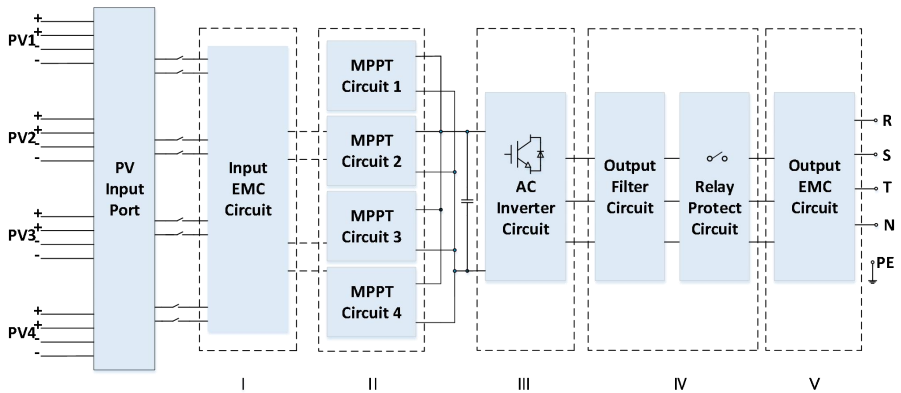 PV1
+
+
-
-
PV2
+
+
-
-
PV3
+
+
-
-
PV4
+
+
-
-
PV
Input
Port
Input
EMC
Circuit
MPPT
Circuit 1
MPPT
Circuit 2
MPPT
Circuit 3
MPPT
Circuit 4
AC
Inverter
Circuit
Output
Filter
Circuit
Relay
Protect
Circuit
Output
EMC
Circuit
R
S
T
N
PE
I
II
III
IV
V